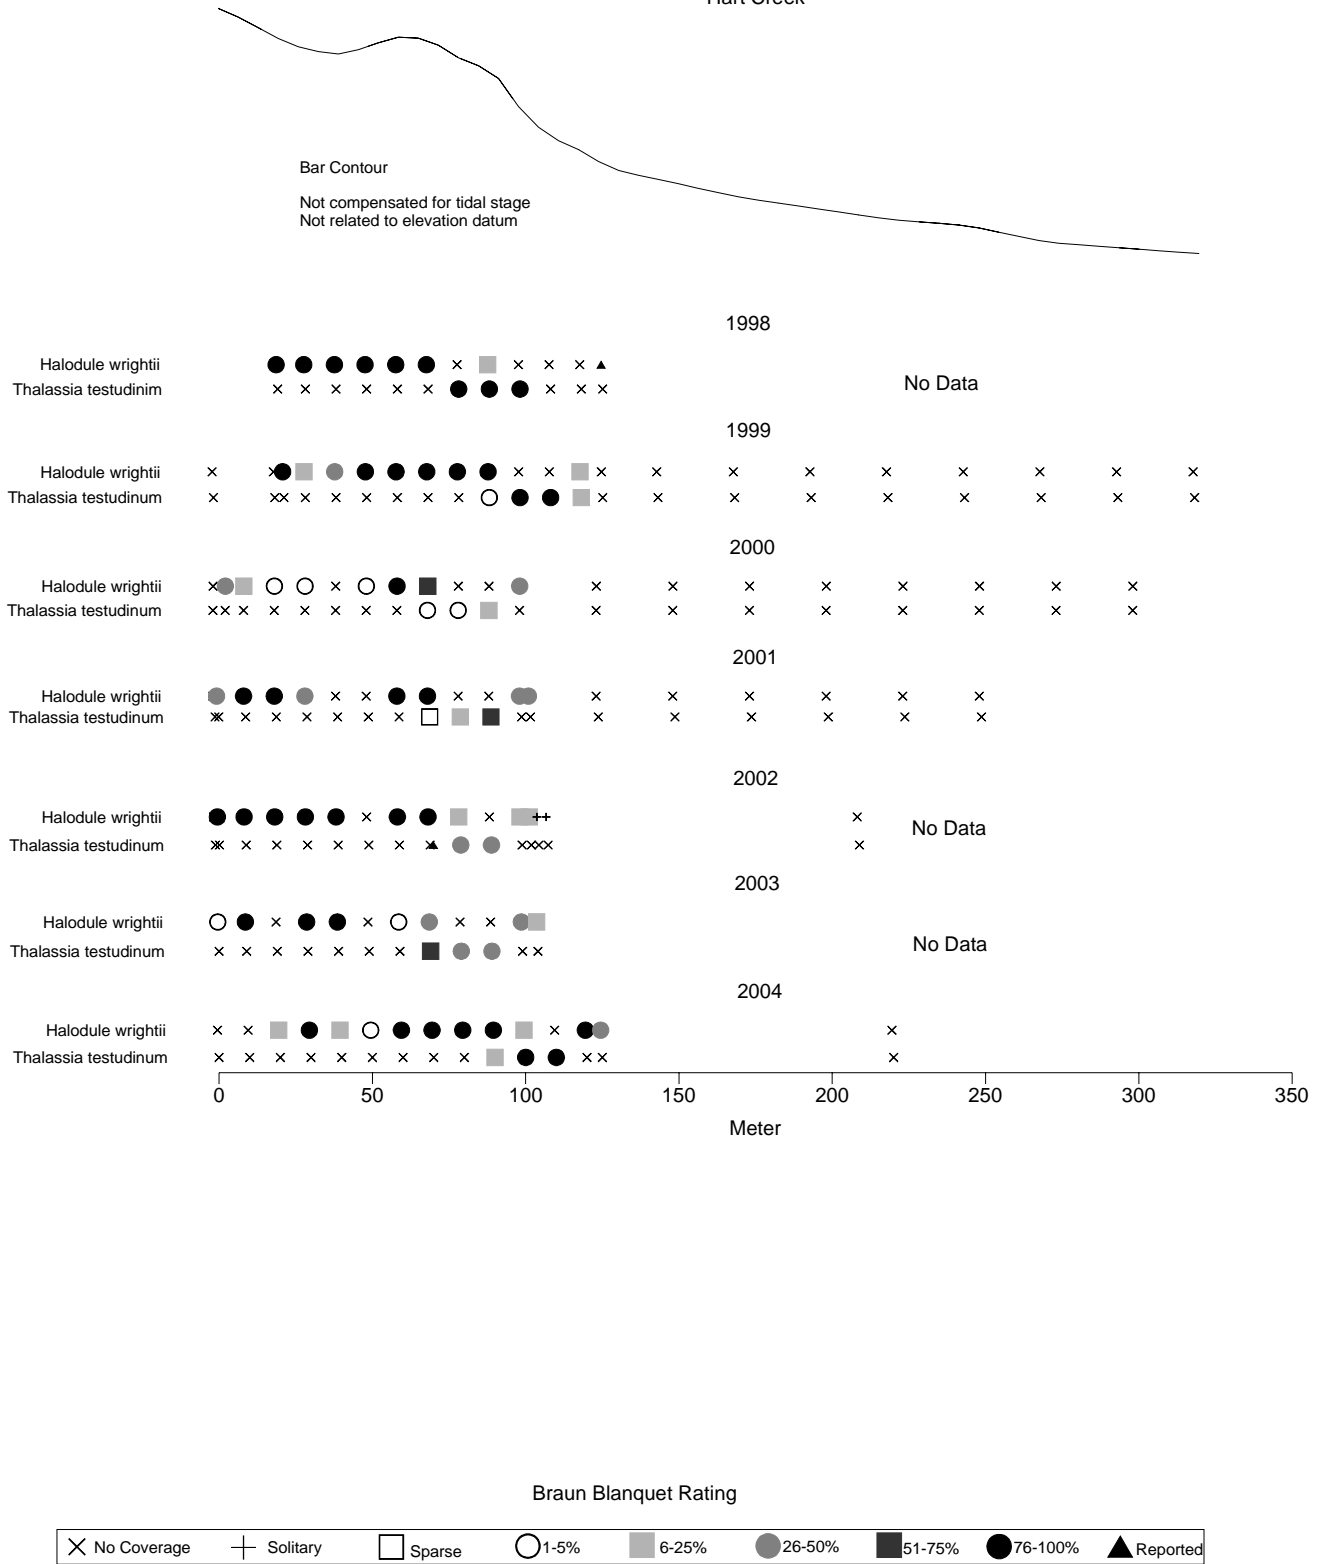 Hart Creek
Bar Contour
Not compensated for tidal stage
Not related to elevation datum
1998
Halodule wrightii
Thalassia testudinim
No Data
1999
Halodule wrightii
Thalassia testudinum
2000
Halodule wrightii
Thalassia testudinum
2001
Halodule wrightii
Thalassia testudinum
2002
Halodule wrightii
Thalassia testudinum
No Data
2003
Halodule wrightii
Thalassia testudinum
No Data
2004
Halodule wrightii
Thalassia testudinum
0 50 100 150 200 250 300 350
Meter
Braun Blanquet Rating
No Coverage Solitary Sparse 1-5% 6-25% 26-50% 51-75% 76-100% Reported